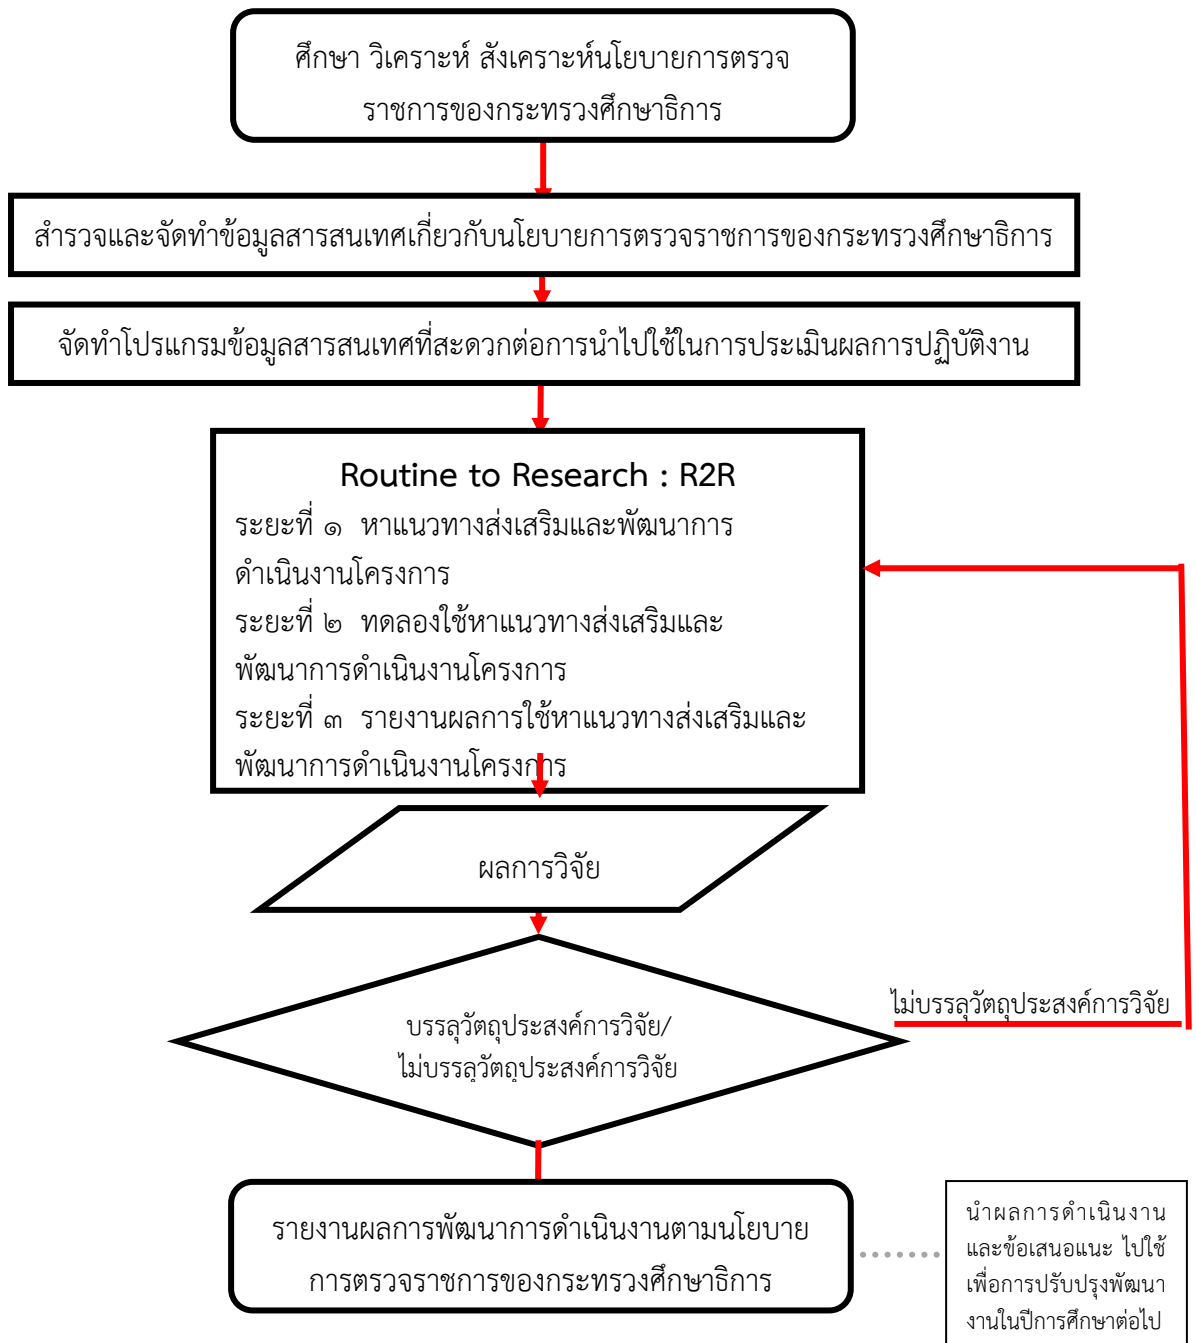 ศึกษา วิเคราะห์ สังเคราะห์นโยบายการตรวจ
ราชการของกระทรวงศึกษาธิการ
สำรวจและจัดทำข้อมูลสารสนเทศเกี่ยวกับนโยบายการตรวจราชการของกระทรวงศึกษาธิการ
จัดทำโปรแกรมข้อมูลสารสนเทศที่สะดวกต่อการนำไปใช้ในการประเมินผลการปฏิบัติงาน
Routine to Research : R2R
ระยะที่ ๑ หาแนวทางส่งเสริมและพัฒนาการ
ดำเนินงานโครงการ
ระยะที่ ๒ ทดลองใช้หาแนวทางส่งเสริมและ
พัฒนาการดำเนินงานโครงการ
ระยะที่ ๓ รายงานผลการใช้หาแนวทางส่งเสริมและ
พัฒนาการดำเนินงานโครงการ
ผลการวิจัย
บรรลุวัตถุประสงค์การวิจัย/
ไม่บรรลุวัตถุประสงค์การวิจัย
ไม่บรรลุวัตถุประสงค์การวิจัย
รายงานผลการพัฒนาการดำเนินงานตามนโยบาย
การตรวจราชการของกระทรวงศึกษาธิการ
นำผลการดำเนินงาน
และข้อเสนอแนะ ไปใช้
เพื่อการปรับปรุงพัฒนา
งานในปีการศึกษาต่อไป